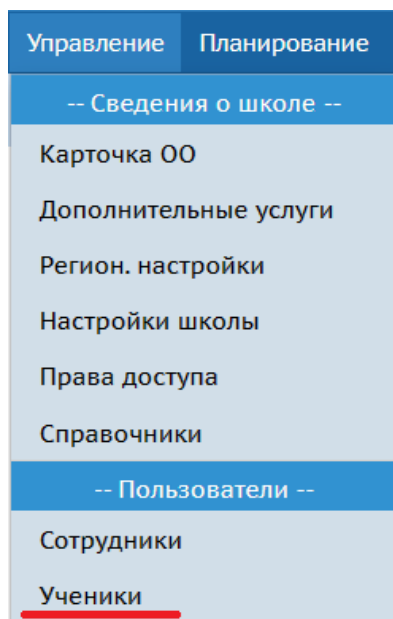 Управление Планирование
-- Сведения о школе --
Карточка ОО
Дополнительные услуги
Регион. настройки
Настройки школы
Права доступа
Справочники
-- Пользователи --
Сотрудники
Ученики